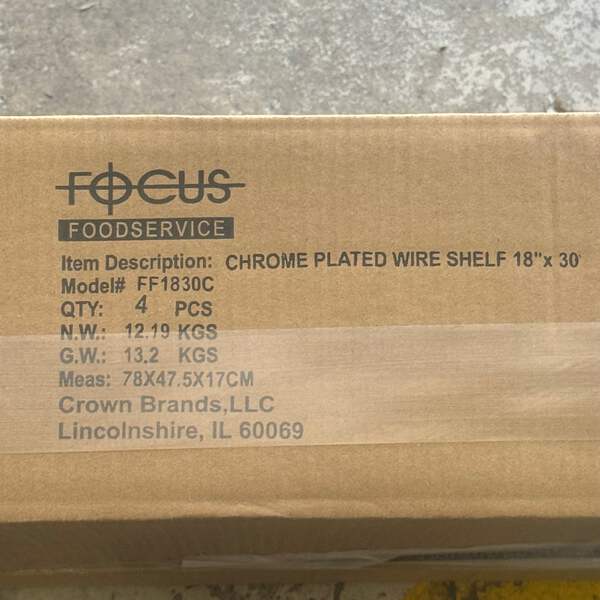 FOCUS
FOODSERVICE
Item Description: CHROME PLATED WIRE SHELF 18"x 30
Model# FF1830C
QTY: 4 PCS
N.W.: 12.19 KGS
G.W.: 13.2 KGS
Meas: 78X47.5X17CM
Crown Brands,LLC
Lincolnshire, IL 60069